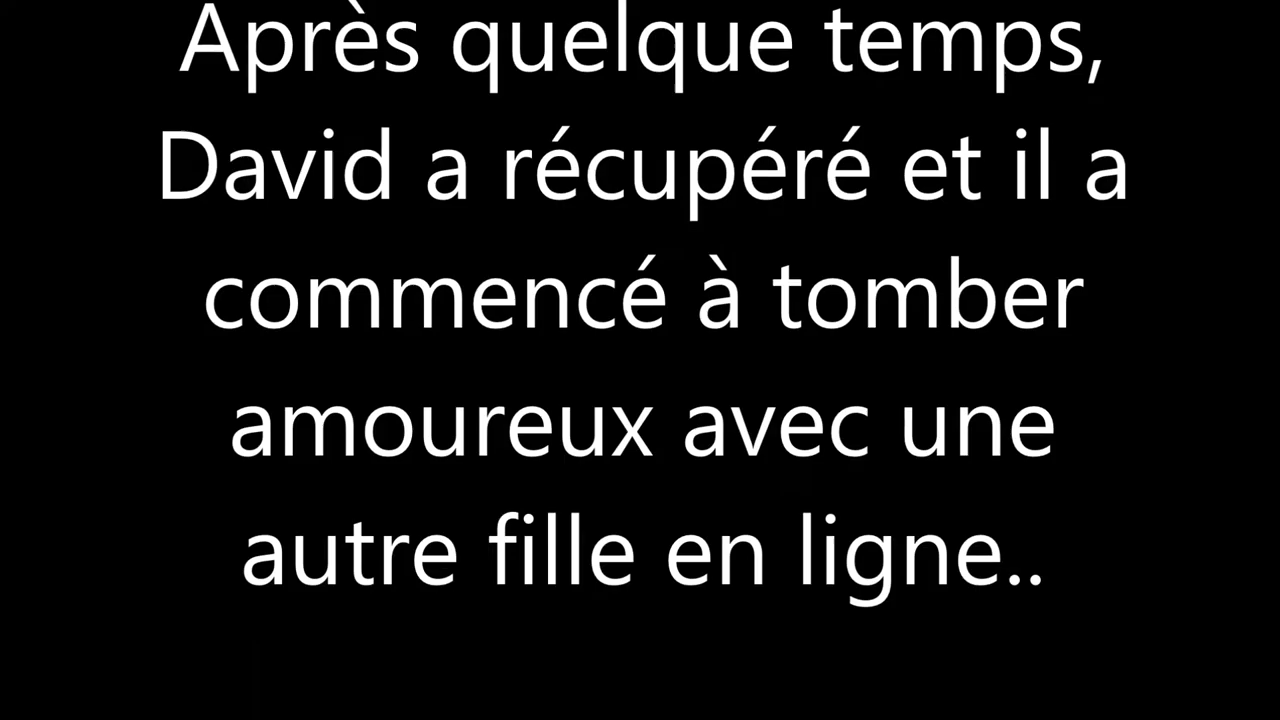 Après quelque temps,
David a récupéré et il a
commencé à tomber
amoureux avec une
autre fille en ligne..